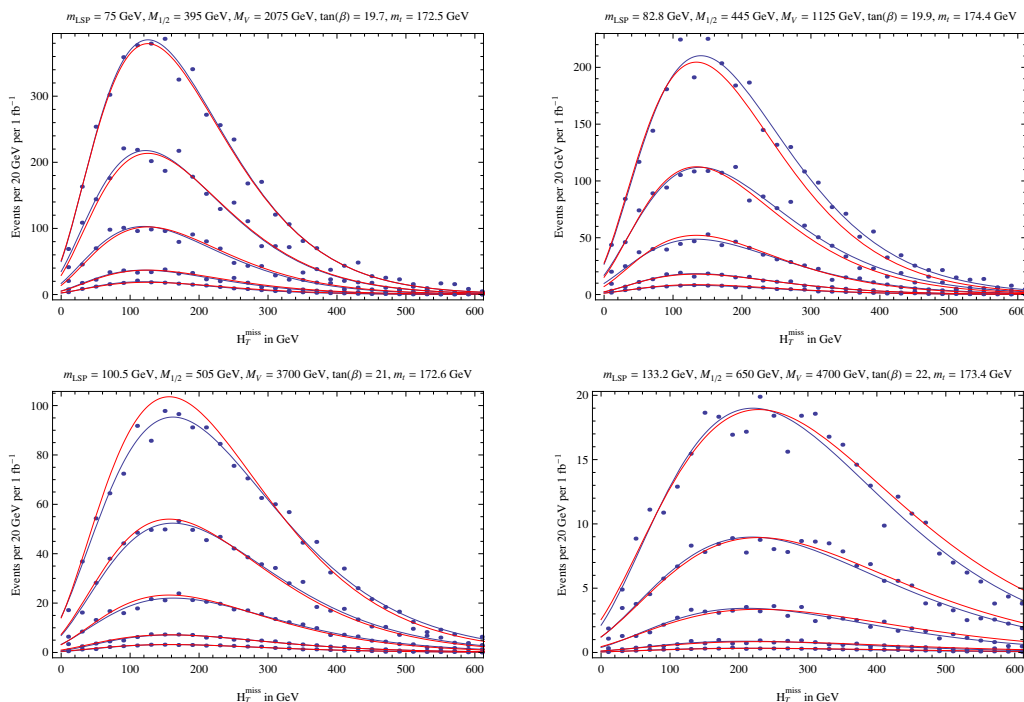 m_LSP = 75 GeV, M_1/2 = 395 GeV, M_V = 2075 GeV, tan(β) = 19.7, m_t = 172.5 GeV
Events per 20 GeV per 1 fb⁻¹
300
200
100
0
0 100 200 300 400 500 600
H_T^miss in GeV
m_LSP = 82.8 GeV, M_1/2 = 445 GeV, M_V = 1125 GeV, tan(β) = 19.9, m_t = 174.4 GeV
Events per 20 GeV per 1 fb⁻¹
200
150
100
50
0
0 100 200 300 400 500 600
H_T^miss in GeV
m_LSP = 100.5 GeV, M_1/2 = 505 GeV, M_V = 3700 GeV, tan(β) = 21, m_t = 172.6 GeV
Events per 20 GeV per 1 fb⁻¹
100
80
60
40
20
0
0 100 200 300 400 500 600
H_T^miss in GeV
m_LSP = 133.2 GeV, M_1/2 = 650 GeV, M_V = 4700 GeV, tan(β) = 22, m_t = 173.4 GeV
Events per 20 GeV per 1 fb⁻¹
20
15
10
5
0
0 100 200 300 400 500 600
H_T^miss in GeV